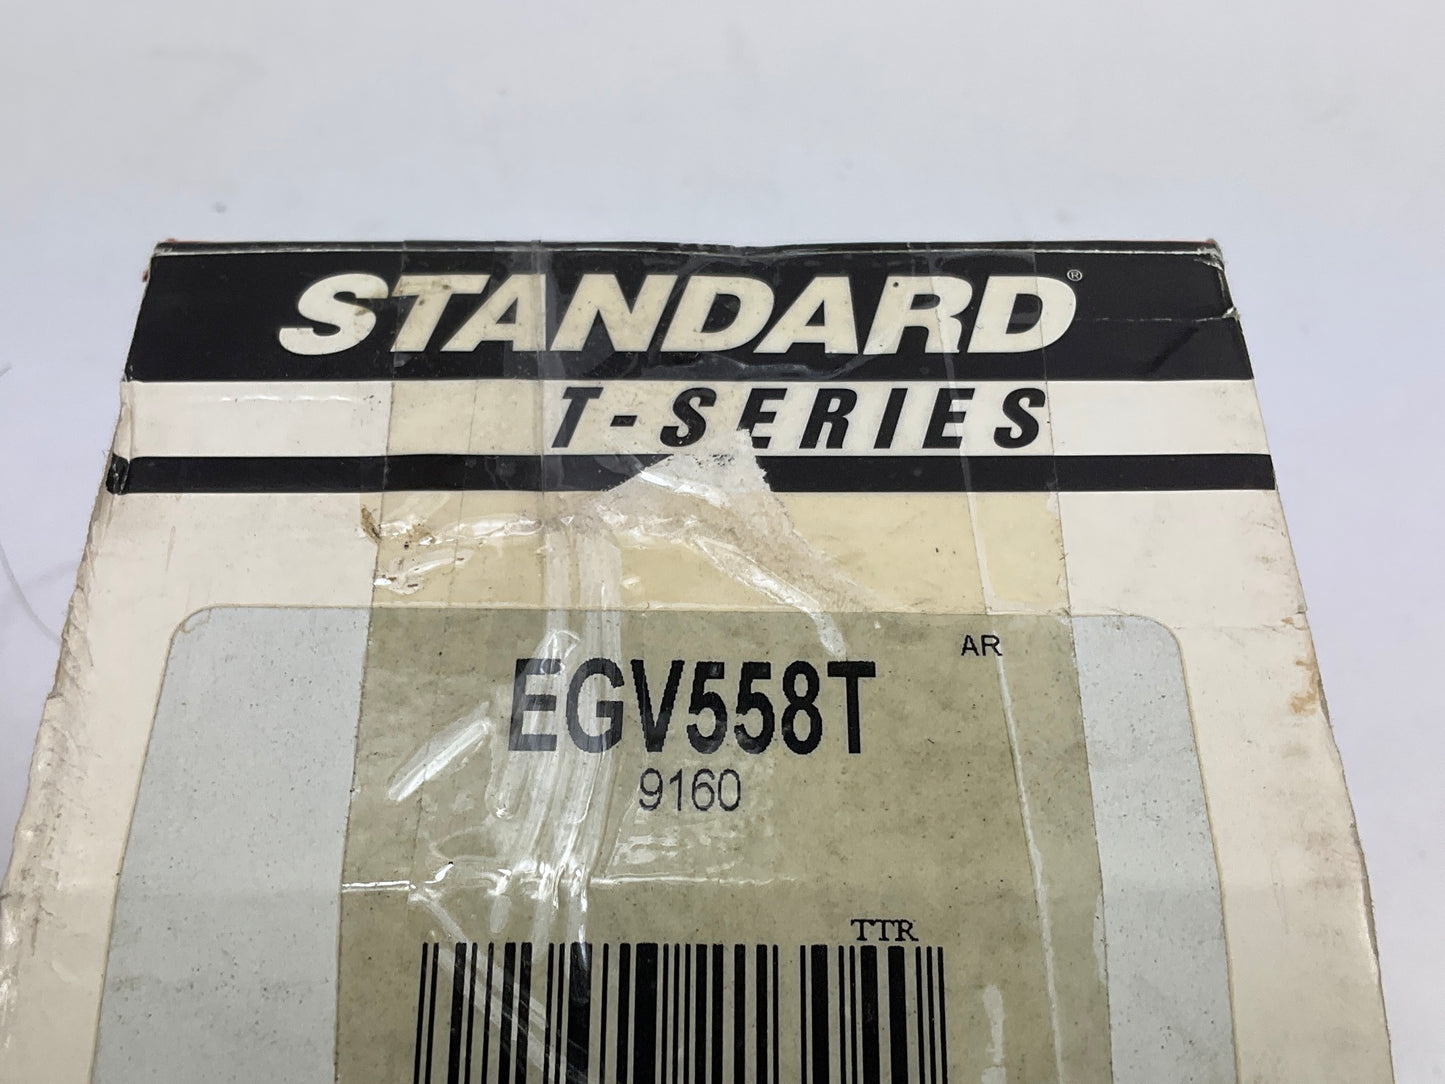 STANDARD®
T-SERIES
AR
EGV558T
9160
TTR